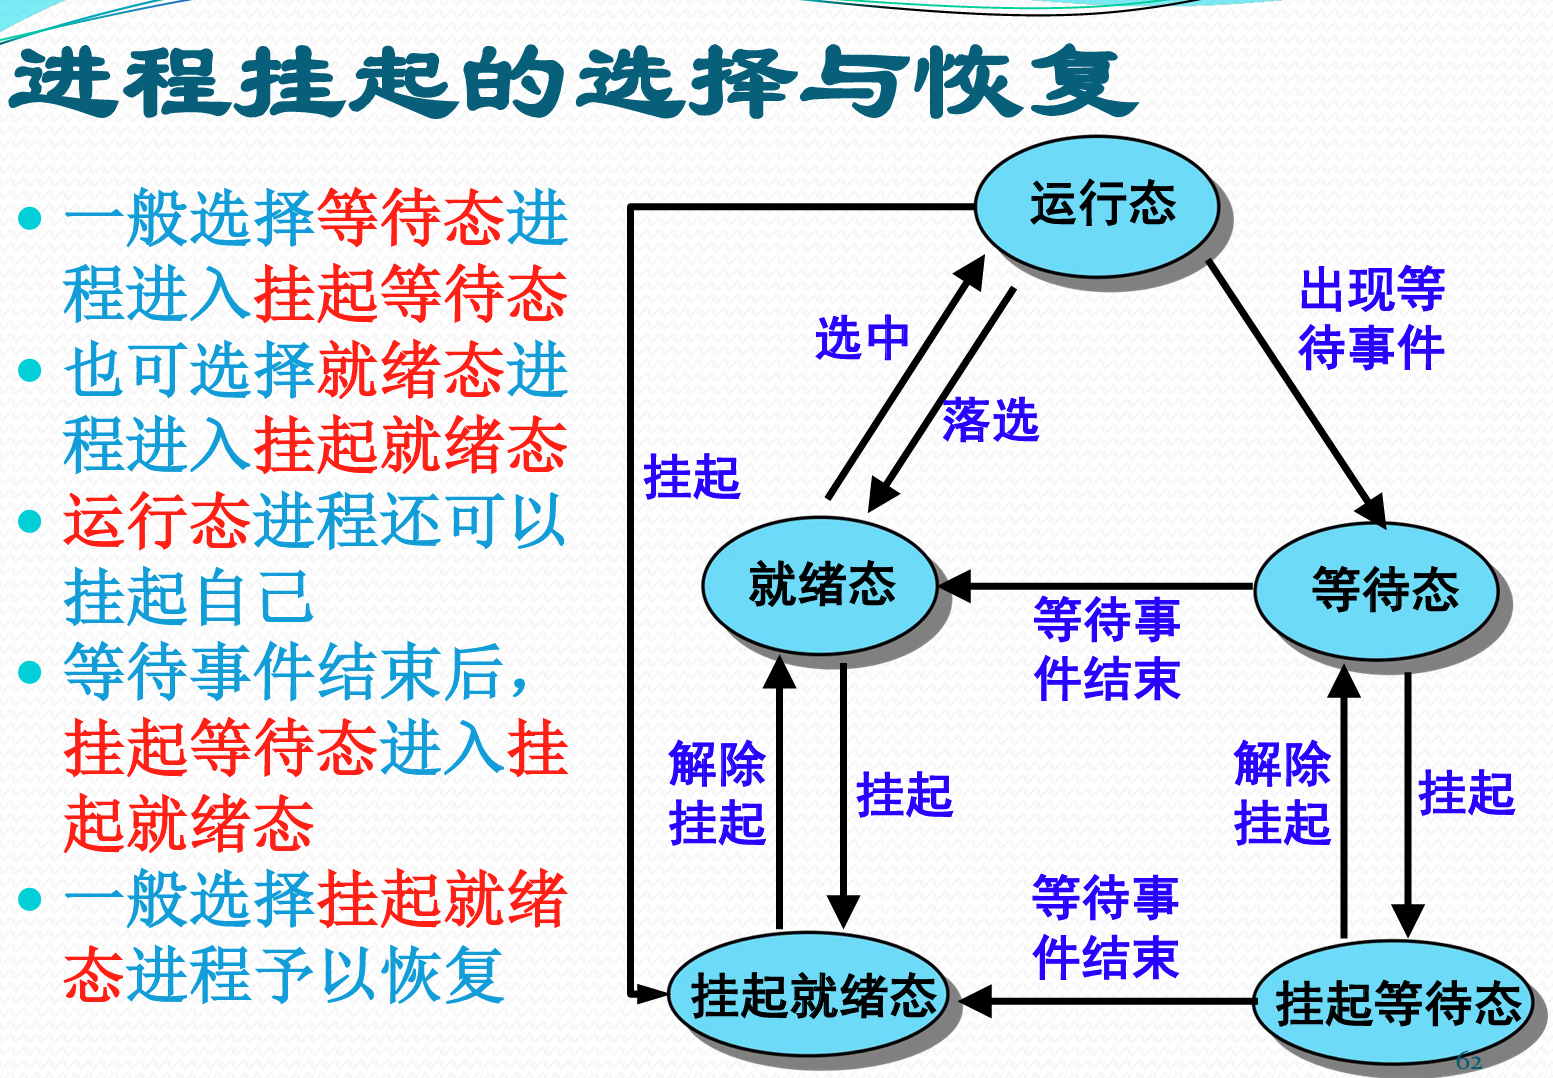 进程挂起的选择与恢复
一般选择等待态进
程进入挂起等待态
也可选择就绪态进
程进入挂起就绪态
运行态进程还可以
挂起自己
等待事件结束后，
挂起等待态进入挂
起就绪态
一般选择挂起就绪
态进程予以恢复
运行态
出现等
待事件
选中
落选
挂起
就绪态
等待态
等待事
件结束
解除
挂起
挂起
解除
挂起
挂起
等待事
件结束
挂起就绪态
挂起等待态
62